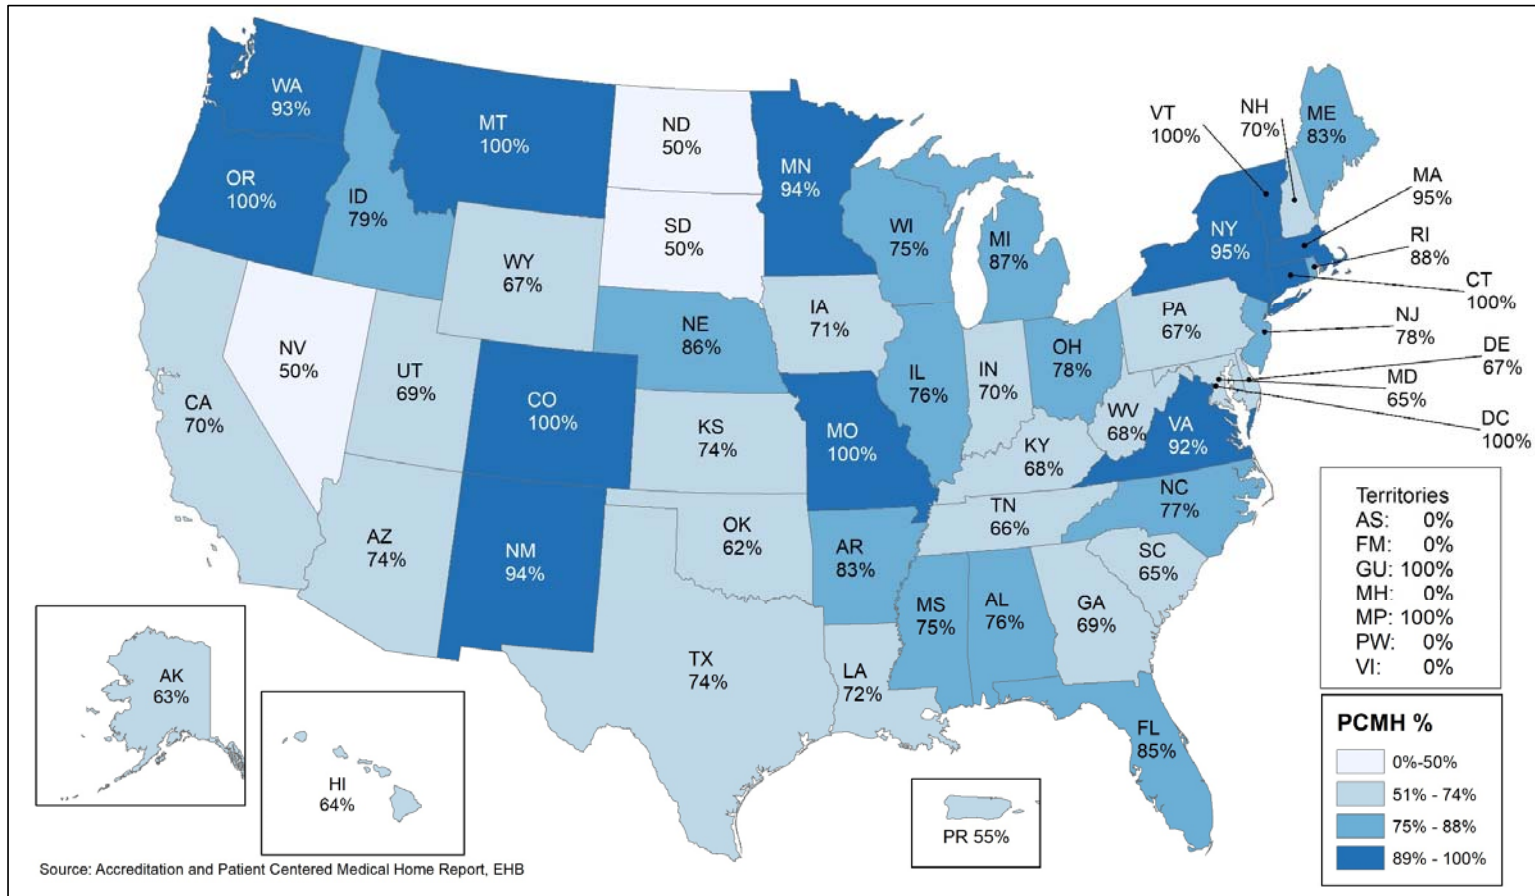 WA
93%
MT
100%
ND
50%
MN
94%
VT
100%
NH
70%
ME
83%
OR
100%
ID
79%
SD
50%
WI
75%
MI
87%
NY
95%
MA
95%
RI
88%
CT
100%
WY
67%
IA
71%
PA
67%
NJ
78%
NE
86%
NV
50%
UT
69%
CO
100%
IL
76%
IN
70%
OH
78%
DE
67%
MD
65%
DC
100%
CA
70%
KS
74%
MO
100%
WV
68%
VA
92%
KY
68%
NC
77%
TN
66%
AZ
74%
NM
94%
OK
62%
AR
83%
SC
65%
MS
75%
AL
76%
GA
69%
TX
74%
LA
72%
FL
85%
AK
63%
HI
64%
PR 55%
Territories
AS: 0%
FM: 0%
GU: 100%
MH: 0%
MP: 100%
PW: 0%
VI: 0%
PCMH %
0%-50%
51% - 74%
75% - 88%
89% - 100%
Source: Accreditation and Patient Centered Medical Home Report, EHB